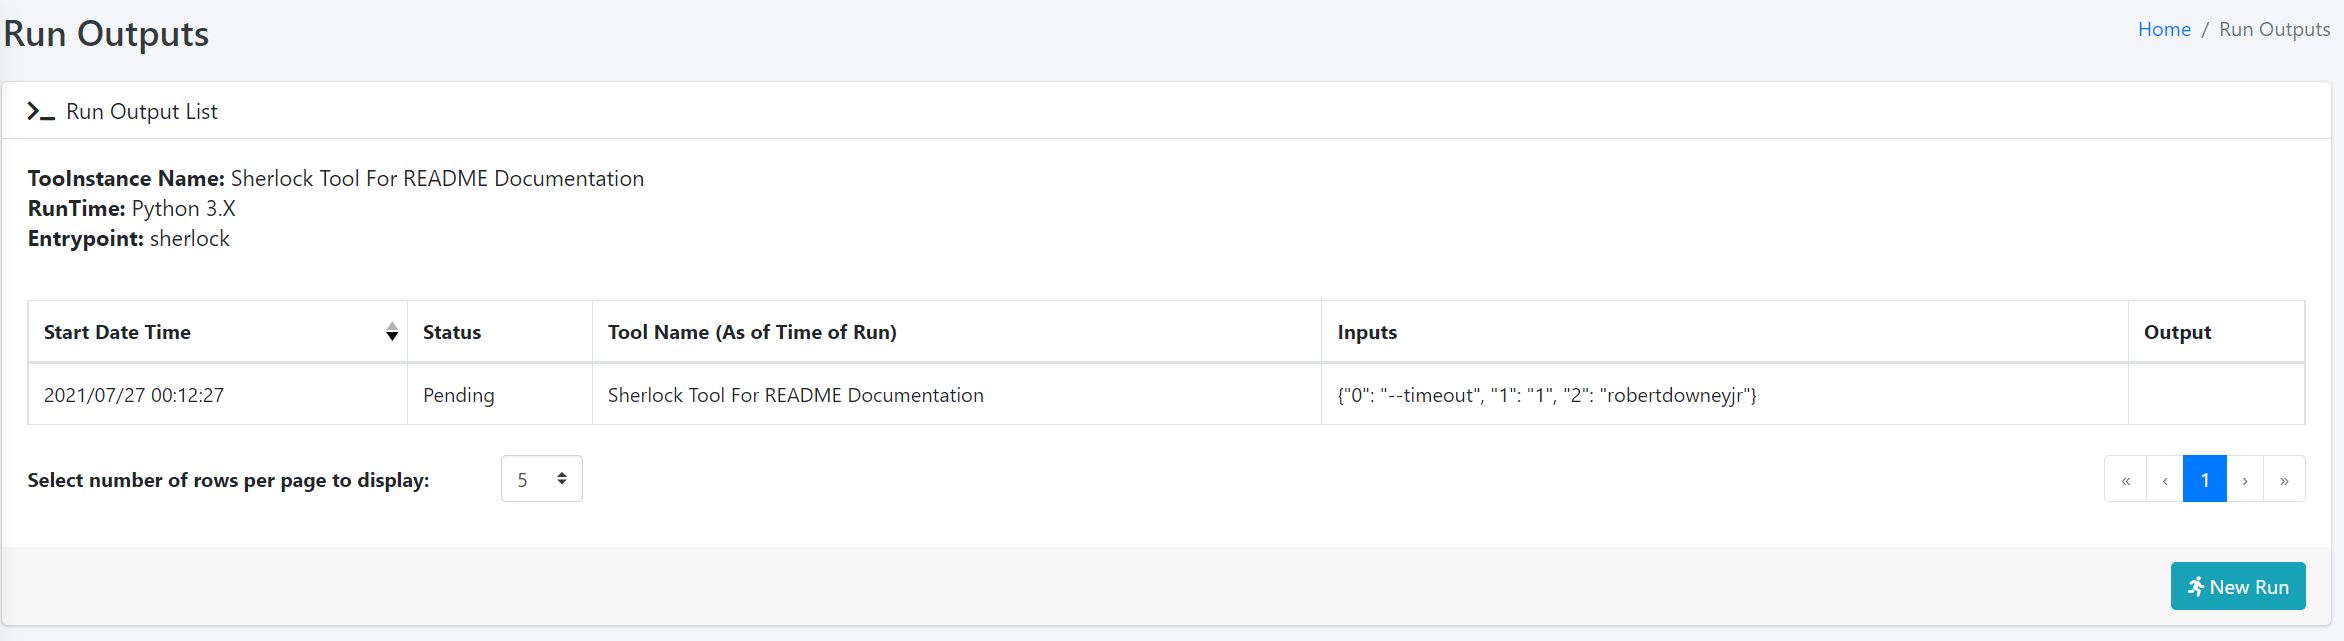 Run Outputs
Home / Run Outputs
Run Output List
ToolInstance Name: Sherlock Tool For README Documentation
RunTime: Python 3.X
Entrypoint: sherlock
Start Date Time Status Tool Name (As of Time of Run) Inputs Output
2021/07/27 00:12:27 Pending Sherlock Tool For README Documentation {"0": "--timeout", "1": "1", "2": "robertdowneyjr"}
Select number of rows per page to display: 5 « ‹ 1 › »
New Run